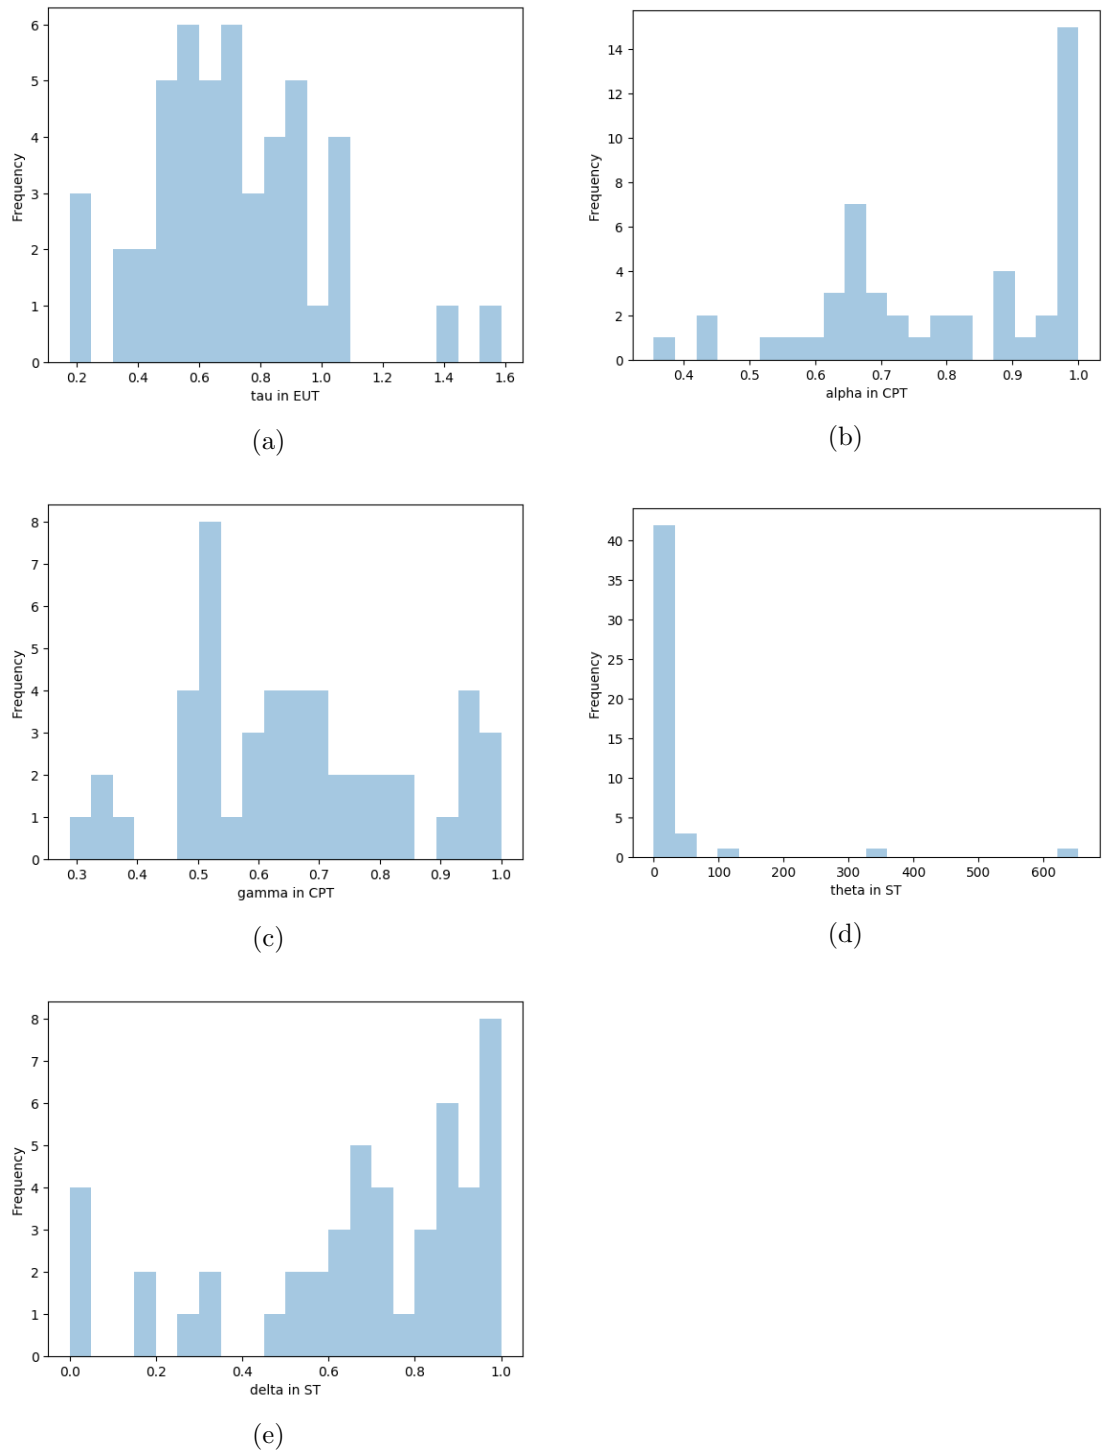 6
5
4
3
2
1
0
Frequency
0.2 0.4 0.6 0.8 1.0 1.2 1.4 1.6
tau in EUT
(a)
14
12
10
8
6
4
2
0
Frequency
0.4 0.5 0.6 0.7 0.8 0.9 1.0
alpha in CPT
(b)
8
7
6
5
4
3
2
1
0
Frequency
0.3 0.4 0.5 0.6 0.7 0.8 0.9 1.0
gamma in CPT
(c)
40
35
30
25
20
15
10
5
0
Frequency
0 100 200 300 400 500 600
theta in ST
(d)
8
7
6
5
4
3
2
1
0
Frequency
0.0 0.2 0.4 0.6 0.8 1.0
delta in ST
(e)